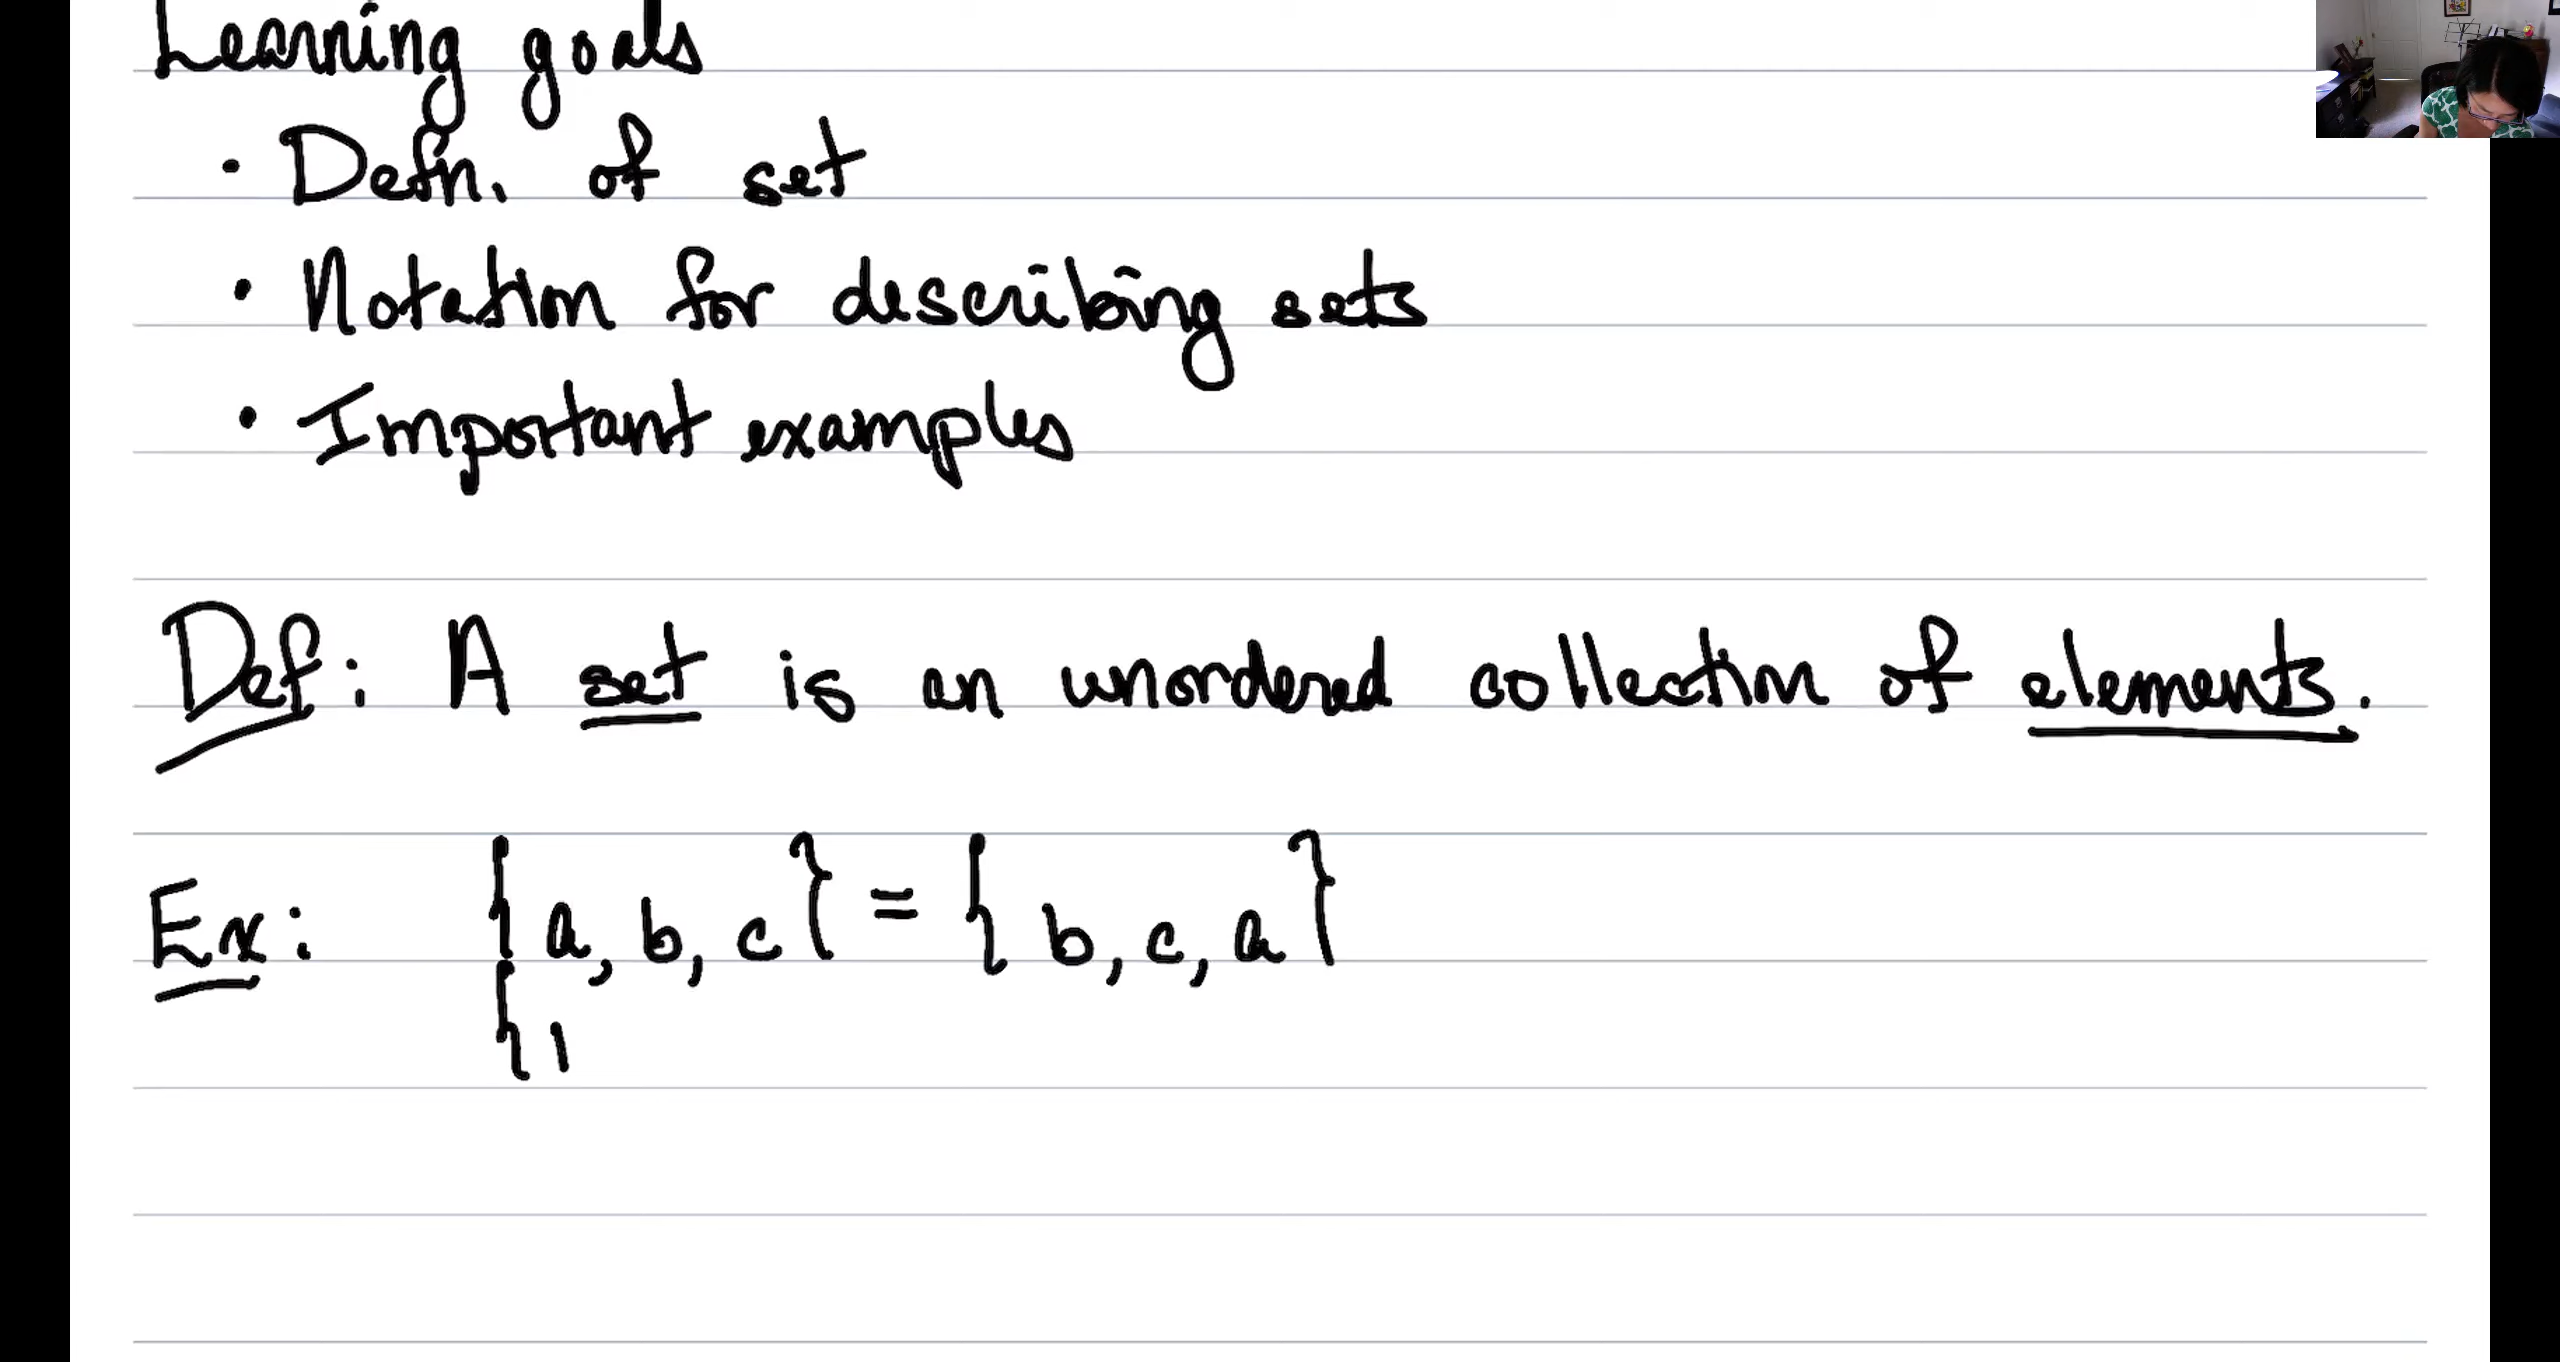 Learning goals
• Defn. of set
• Notation for describing sets
• Important examples
Def: A set is an unordered collection of elements.
Ex: {a, b, c} = {b, c, a}
{1